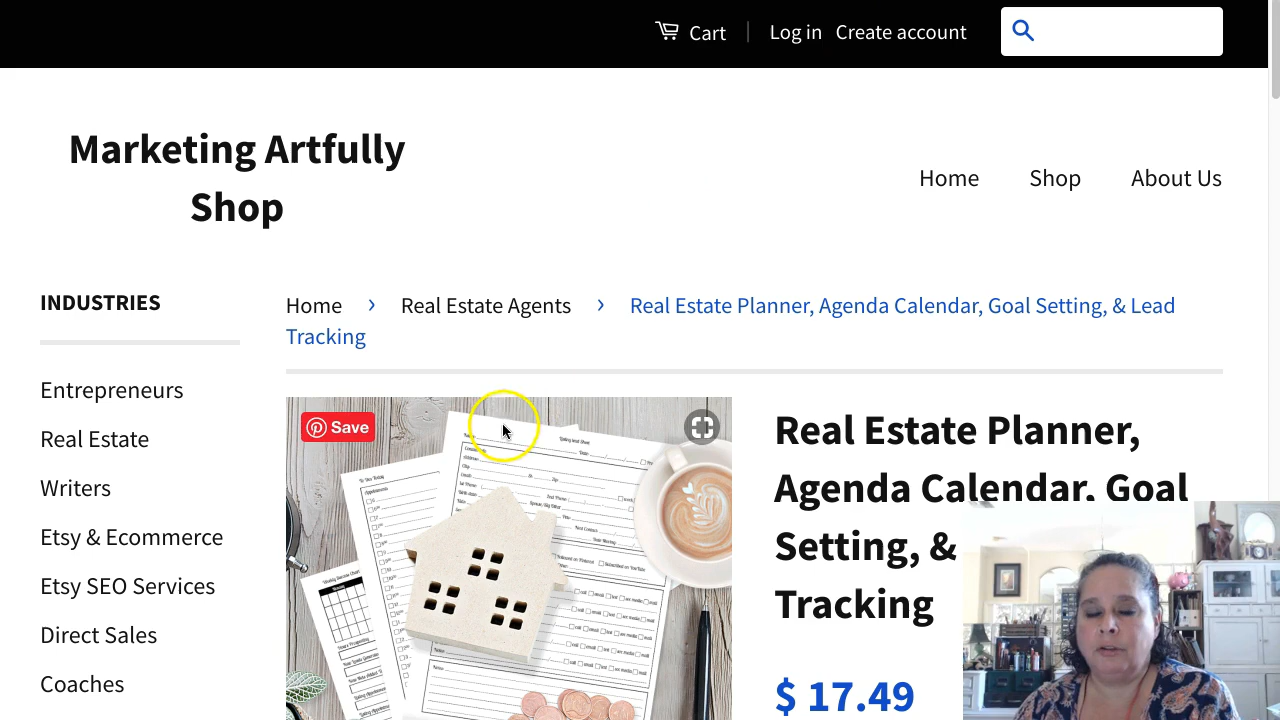 Cart | Log in Create account
Marketing Artfully
Shop
Home Shop About Us
INDUSTRIES
Home › Real Estate Agents › Real Estate Planner, Agenda Calendar, Goal Setting, & Lead
Tracking
Entrepreneurs
Real Estate
Writers
Etsy & Ecommerce
Etsy SEO Services
Direct Sales
Coaches
Save
Real Estate Planner,
Agenda Calendar, Goal
Setting, &
Tracking
$ 17.49